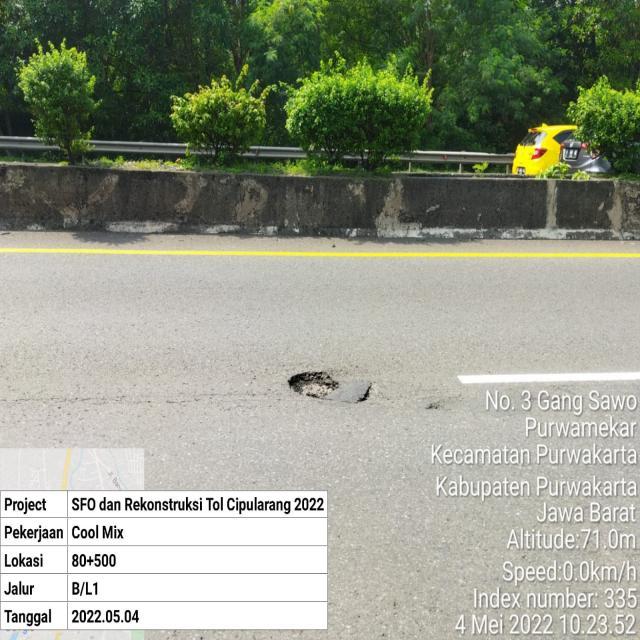 No. 3 Gang Sawo
Purwamekar
Kecamatan Purwakarta
Kabupaten Purwakarta
Jawa Barat
Altitude:71.0m
Speed:0.0km/h
Index number: 335
4 Mei 2022 10.23.52
Project SFO dan Rekonstruksi Tol Cipularang 2022
Pekerjaan Cool Mix
Lokasi 80+500
Jalur B/L1
Tanggal 2022.05.04